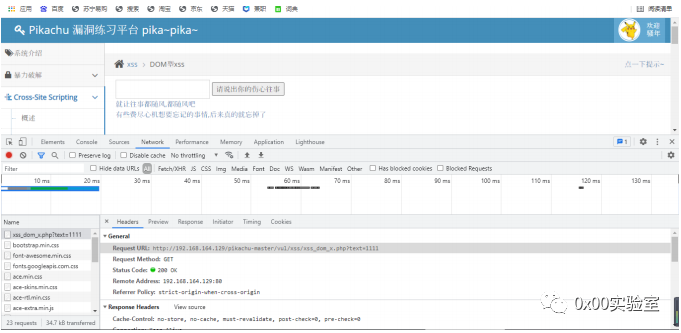 应用 百度 苏宁易购 搜索 淘宝 京东 天猫 爱职 词典 阅读清单
Pikachu 漏洞练习平台 pika~pika~
欢迎
骚年
系统介绍
暴力破解
Cross-Site Scripting
概述
xss > DOM型xss
点一下提示~
请说出你的伤心往事
就让往事都随风,都随风吧
有些费尽心机想要忘记的事情,后来真的就忘掉了
Elements Console Sources Network Performance Memory Application Lighthouse 1
Preserve log Disable cache No throttling
Filter Hide data URLs All Fetch/XHR JS CSS Img Media Font Doc WS Wasm Manifest Other Has blocked cookies Blocked Requests
10 ms 20 ms 30 ms 40 ms 50 ms 60 ms 70 ms 80 ms 90 ms 100 ms 110 ms 120 ms 130 ms
Name
xss_dom_x.php?text=1111
bootstrap.min.css
font-awesome.min.css
fonts.googleapis.com.css
ace.min.css
ace-skins.min.css
ace-rtl.min.css
ace-extra.min.js
23 requests 34.7 kB transferred
Headers Preview Response Initiator Timing Cookies
General
Request URL: http://192.168.164.129/pikachu-master/vul/xss/xss_dom_x.php?text=1111
Request Method: GET
Status Code: 200 OK
Remote Address: 192.168.164.129:80
Referrer Policy: strict-origin-when-cross-origin
Response Headers View source
Cache-Control: no-store, no-cache, must-revalidate, post-check=0, pre-check=0
0x00实验室